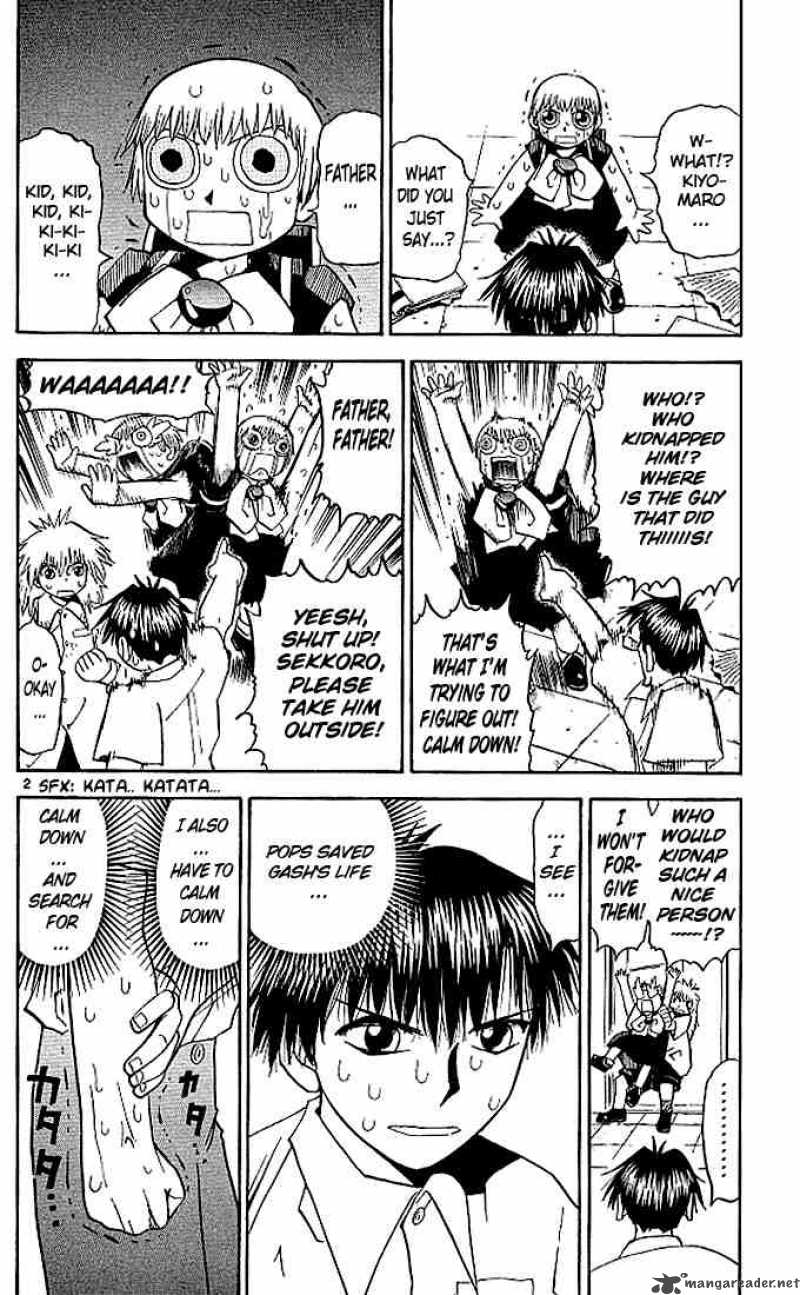 W-
WHAT!?
KIYO-
MARO
...
WHAT
DID YOU
JUST
SAY...?
FATHER
...
KID, KID,
KID, KI-
KI-KI-
KI-KI
...
WHO!?
WHO
KIDNAPPED
HIM!?
WHERE
IS THE GUY
THAT DID
THIIIIIS!
THAT'S
WHAT I'M
TRYING TO
FIGURE OUT!
CALM DOWN!
FATHER,
FATHER!
WAAAAAAA!!
YEESH,
SHUT UP!
SEKKORO,
PLEASE
TAKE HIM
OUTSIDE!
O-
OKAY
...
2 SFX: KATA.. KATATA...
WHO
WOULD
KIDNAP
SUCH A
NICE
PERSON
~~~~!?
I
WON'T
FOR-
GIVE
THEM!
.........
...
I
SEE
...
POPS SAVED
GASH'S LIFE
...
I ALSO
...
HAVE TO
CALM
DOWN
...
CALM
DOWN
...
AND
SEARCH
FOR
...
カタ...
カタタ...
mangareader.net